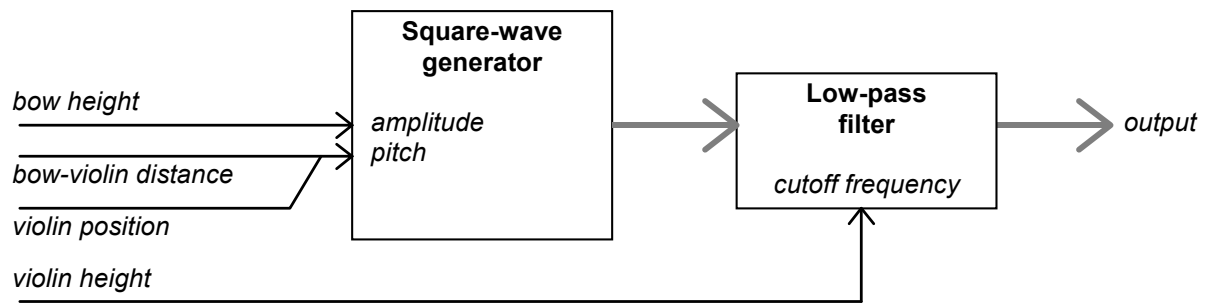 Square-wave
generator
bow height
amplitude
pitch
bow-violin distance
violin position
violin height
Low-pass
filter
cutoff frequency
output